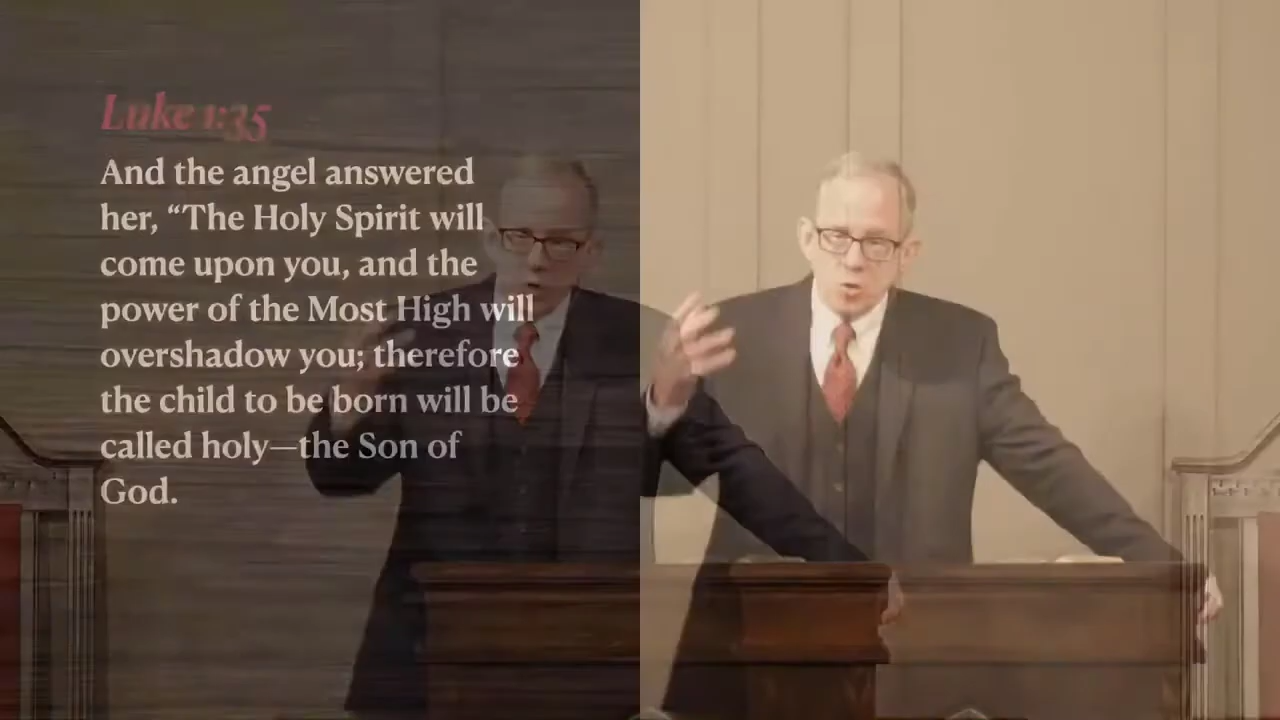 Luke 1:35
And the angel answered
her, “The Holy Spirit will
come upon you, and the
power of the Most High will
overshadow you; therefore
the child to be born will be
called holy—the Son of
God.